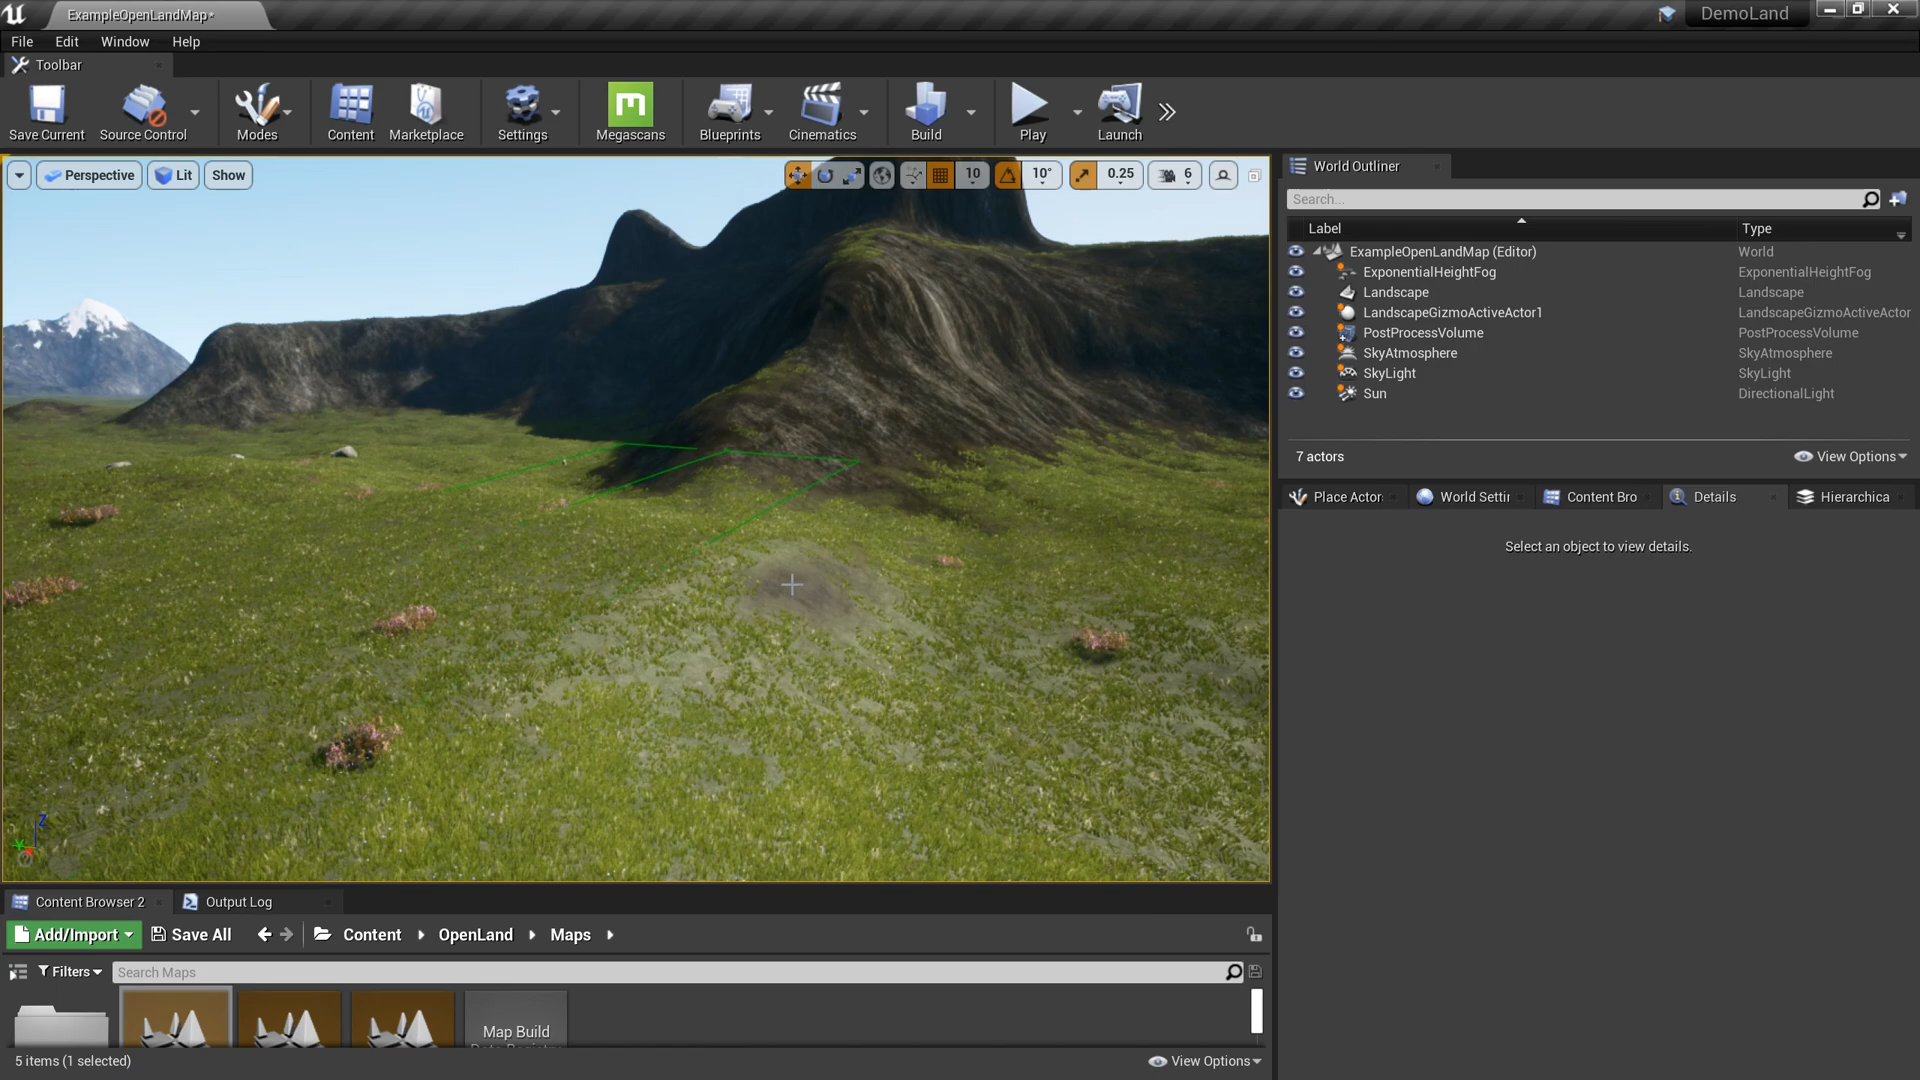 ExampleOpenLandMap*
DemoLand
File Edit Window Help
Toolbar
Save Current Source Control Modes Content Marketplace Settings Megascans Blueprints Cinematics Build Play Launch
Perspective Lit Show 10 10° 0.25 6
World Outliner
Search...
Label Type
ExampleOpenLandMap (Editor) World
ExponentialHeightFog ExponentialHeightFog
Landscape Landscape
LandscapeGizmoActiveActor1 LandscapeGizmoActiveActor
PostProcessVolume PostProcessVolume
SkyAtmosphere SkyAtmosphere
SkyLight SkyLight
Sun DirectionalLight
7 actors View Options
Place Actor World Settin Content Bro Details Hierarchica
Select an object to view details.
Z
Content Browser 2 Output Log
Add/Import Save All Content OpenLand Maps
Filters Search Maps
Map Build
5 items (1 selected) View Options